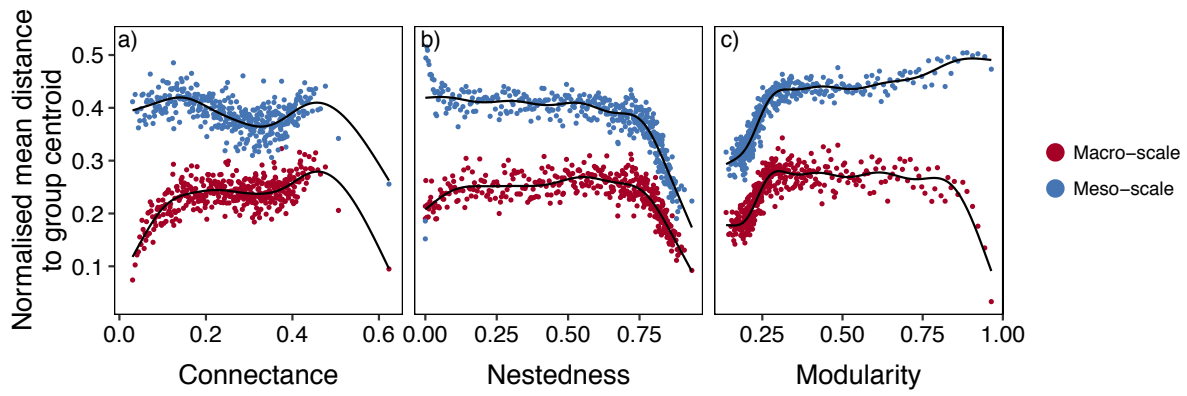 Normalised mean distance
to group centroid
a)
b)
c)
0.5
0.4
0.3
0.2
0.1
0.0 0.2 0.4 0.6
0.00 0.25 0.50 0.75
0.25 0.50 0.75 1.00
Connectance
Nestedness
Modularity
Macro−scale
Meso−scale